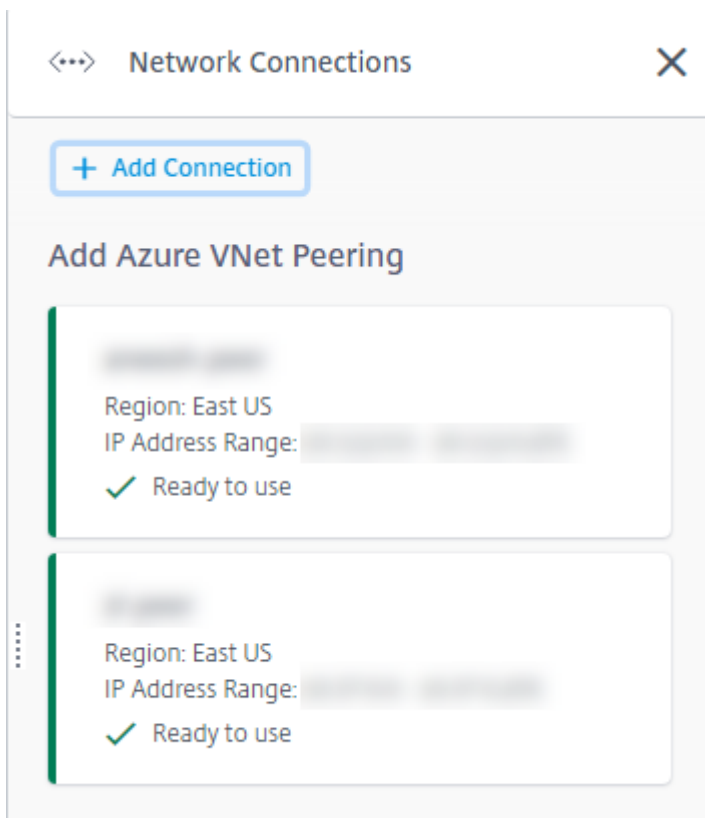 Network Connections
+ Add Connection
Add Azure VNet Peering
Region: East US
IP Address Range:
Ready to use
Region: East US
IP Address Range:
Ready to use